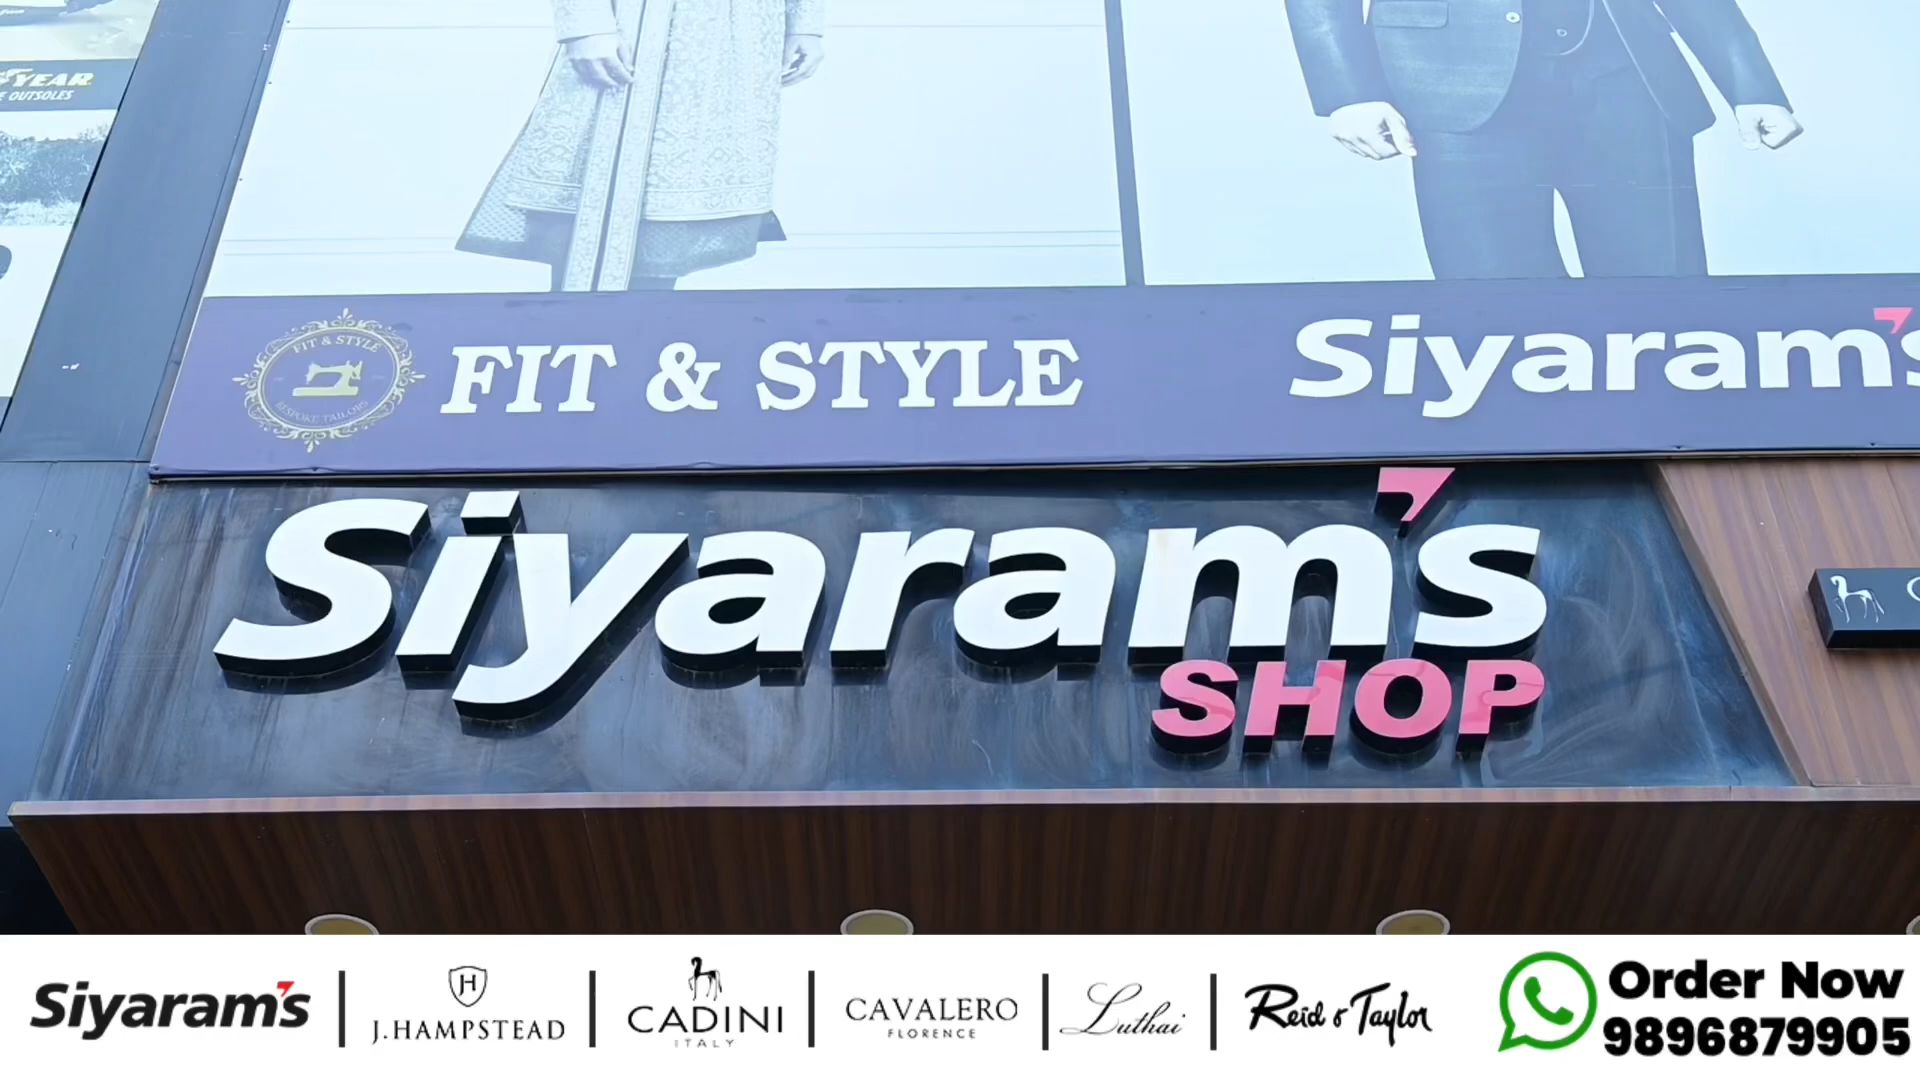 YEAR
OUTSOLES
FIT & STYLE
BESPOKE TAILORS
FIT & STYLE
Siyaram's
Siyaram's
SHOP
Siyaram's
JH
J.HAMPSTEAD
CADINI
ITALY
CAVALERO
FLORENCE
Luthai
Reid & Taylor
Order Now
9896879905